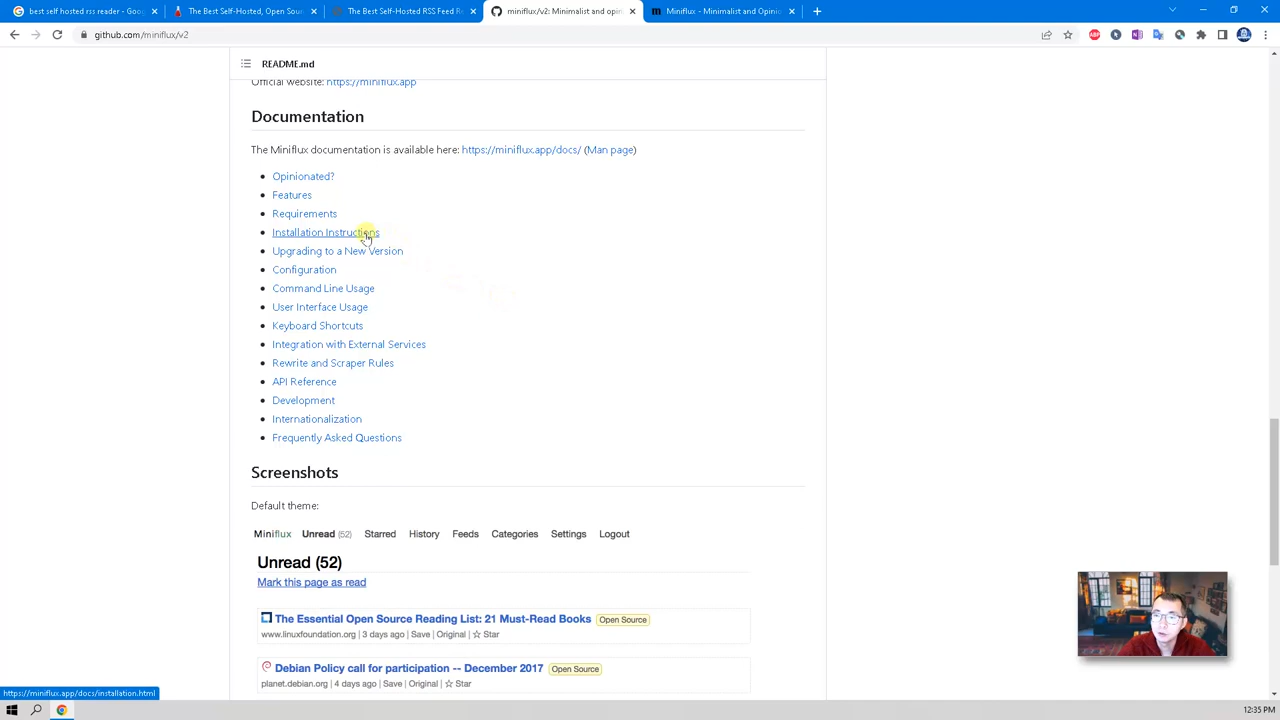 best self hosted rss reader - Goo
The Best Self-Hosted, Open Sou
The Best Self-Hosted RSS Feed R
miniflux/v2: Minimalist and opin
Miniflux - Minimalist and Opinio
github.com/miniflux/v2
README.md
Official website: https://miniflux.app
Documentation
The Miniflux documentation is available here: https://miniflux.app/docs/ (Man page)
Opinionated?
Features
Requirements
Installation Instructions
Upgrading to a New Version
Configuration
Command Line Usage
User Interface Usage
Keyboard Shortcuts
Integration with External Services
Rewrite and Scraper Rules
API Reference
Development
Internationalization
Frequently Asked Questions
Screenshots
Default theme:
Miniflux Unread (52) Starred History Feeds Categories Settings Logout
Unread (52)
Mark this page as read
The Essential Open Source Reading List: 21 Must-Read Books Open Source
www.linuxfoundation.org | 3 days ago | Save | Original | ☆ Star
Debian Policy call for participation -- December 2017 Open Source
planet.debian.org | 4 days ago | Save | Original | ☆ Star
https://miniflux.app/docs/installation.html
12:35 PM